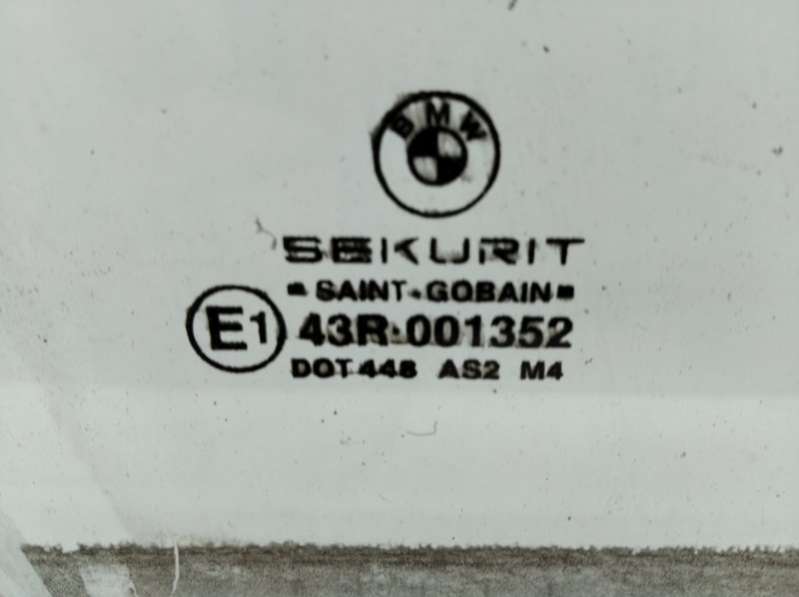 BMW
SEKURIT
SAINT-GOBAIN
E1 43R-001352
DOT 448 AS2 M4